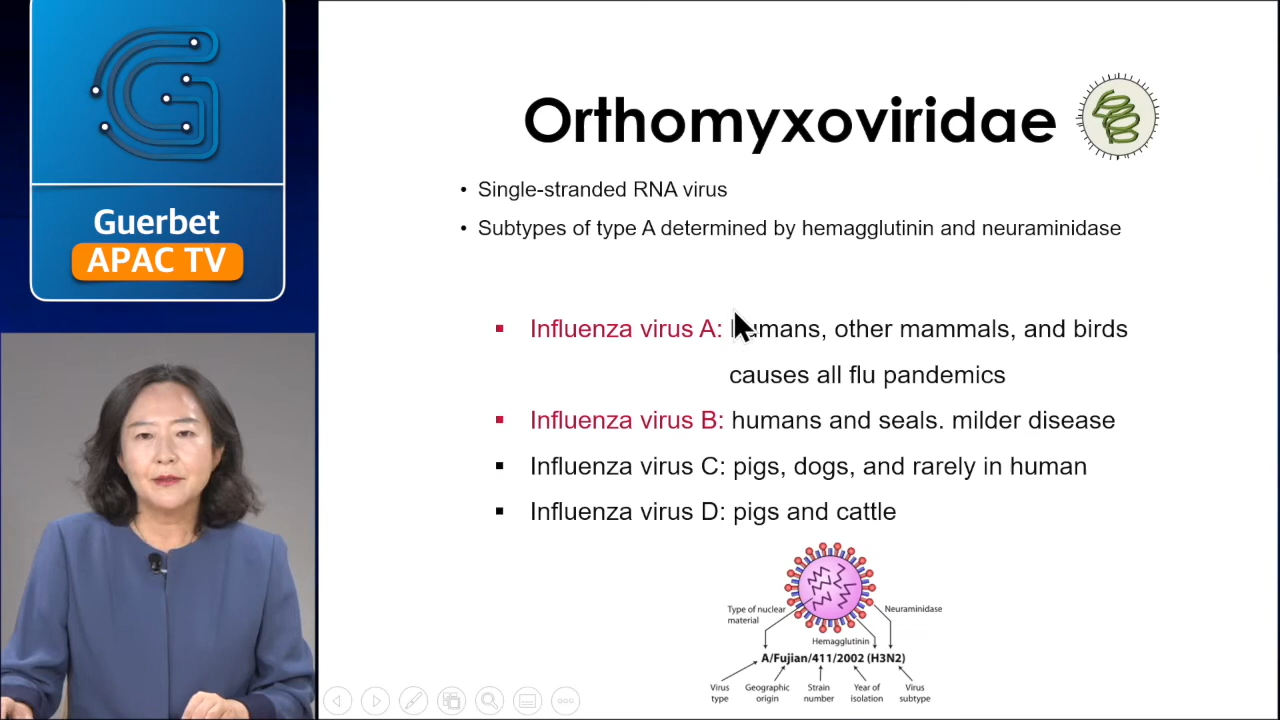 Guerbet
APAC TV
Orthomyxoviridae
• Single-stranded RNA virus
• Subtypes of type A determined by hemagglutinin and neuraminidase
▪ Influenza virus A: humans, other mammals, and birds
causes all flu pandemics
▪ Influenza virus B: humans and seals. milder disease
▪ Influenza virus C: pigs, dogs, and rarely in human
▪ Influenza virus D: pigs and cattle
Type of nuclear
material
Neuraminidase
Hemagglutinin
A/Fujian/411/2002 (H3N2)
Virus
type
Geographic
origin
Strain
number
Year of
isolation
Virus
subtype